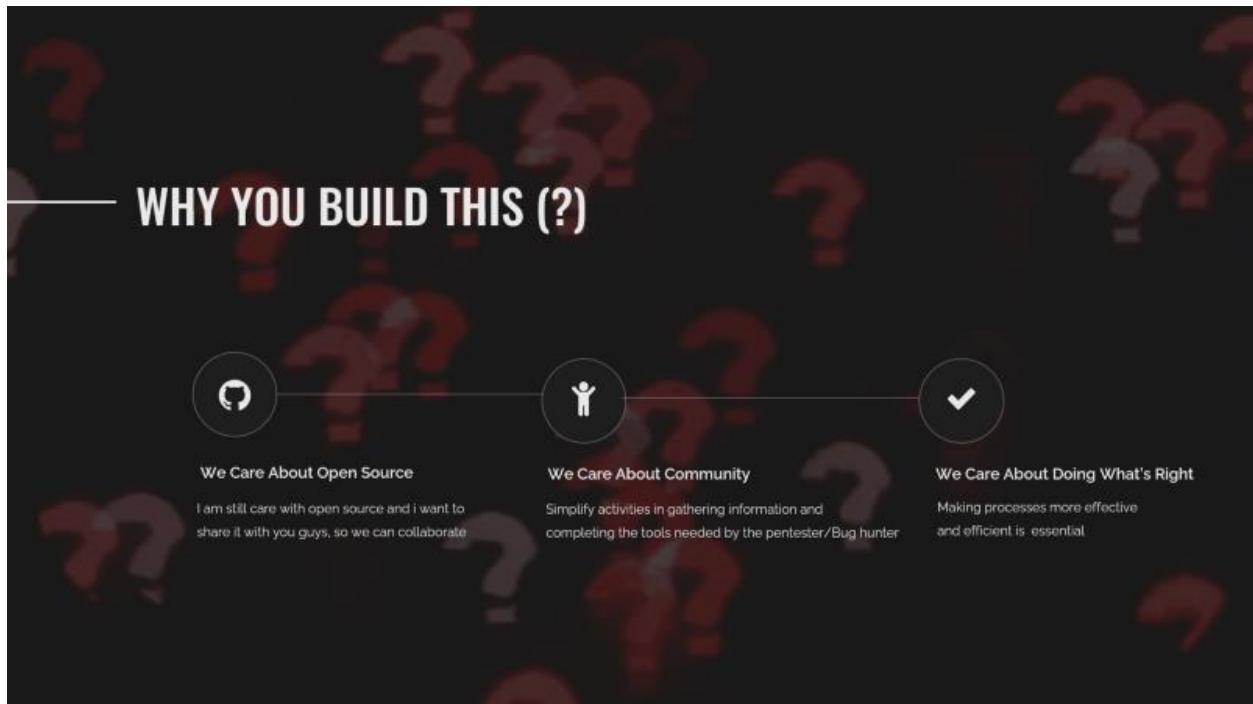 WHY YOU BUILD THIS (?)
We Care About Open Source
I am still care with open source and i want to
share it with you guys, so we can collaborate
We Care About Community
Simplify activities in gathering information and
completing the tools needed by the pentester/Bug hunter
We Care About Doing What's Right
Making processes more effective
and efficient is essential